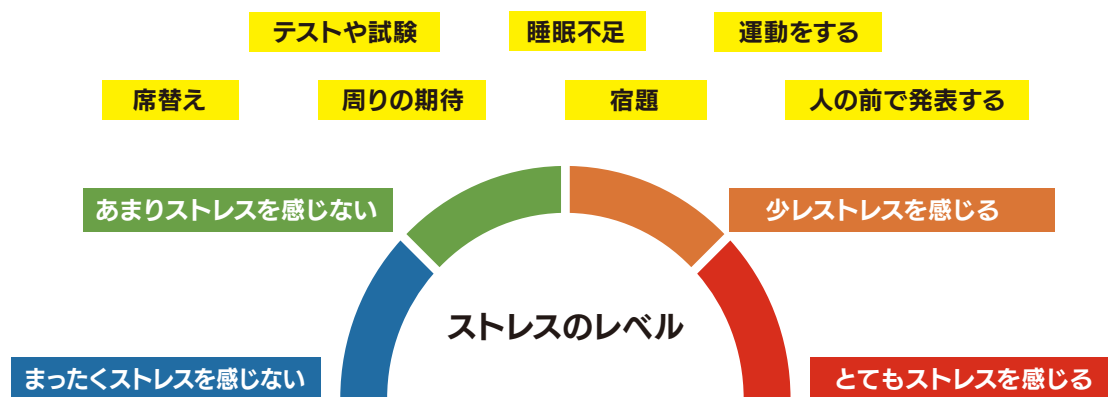 テストや試験 睡眠不足 運動をする
席替え 周りの期待 宿題 人の前で発表する
あまりストレスを感じない 少レストレスを感じる
ストレスのレベル
まったくストレスを感じない とてもストレスを感じる